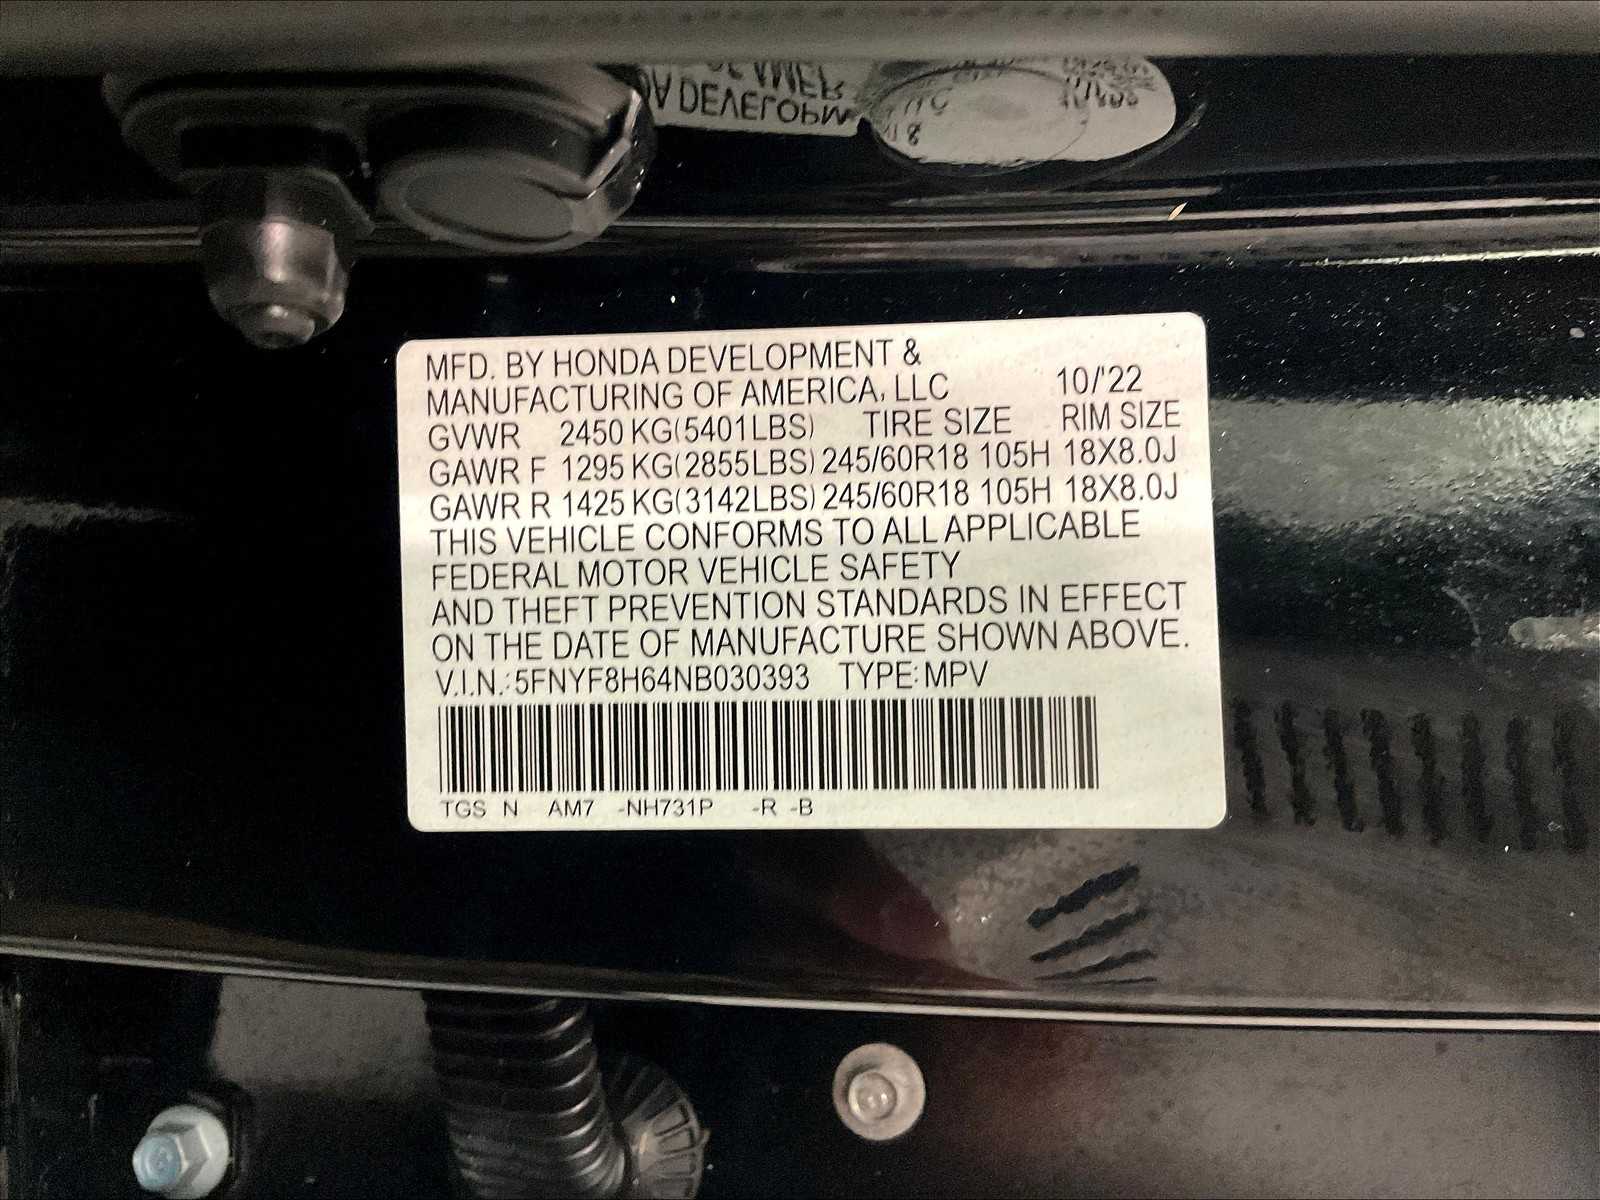 MFD. BY HONDA DEVELOPMENT &
MANUFACTURING OF AMERICA, LLC 10/'22
GVWR 2450 KG(5401LBS) TIRE SIZE RIM SIZE
GAWR F 1295 KG(2855LBS) 245/60R18 105H 18X8.0J
GAWR R 1425 KG(3142LBS) 245/60R18 105H 18X8.0J
THIS VEHICLE CONFORMS TO ALL APPLICABLE
FEDERAL MOTOR VEHICLE SAFETY
AND THEFT PREVENTION STANDARDS IN EFFECT
ON THE DATE OF MANUFACTURE SHOWN ABOVE.
V.I.N.:5FNYF8H64NB030393 TYPE:MPV
TGS N AM7 -NH731P -R -B